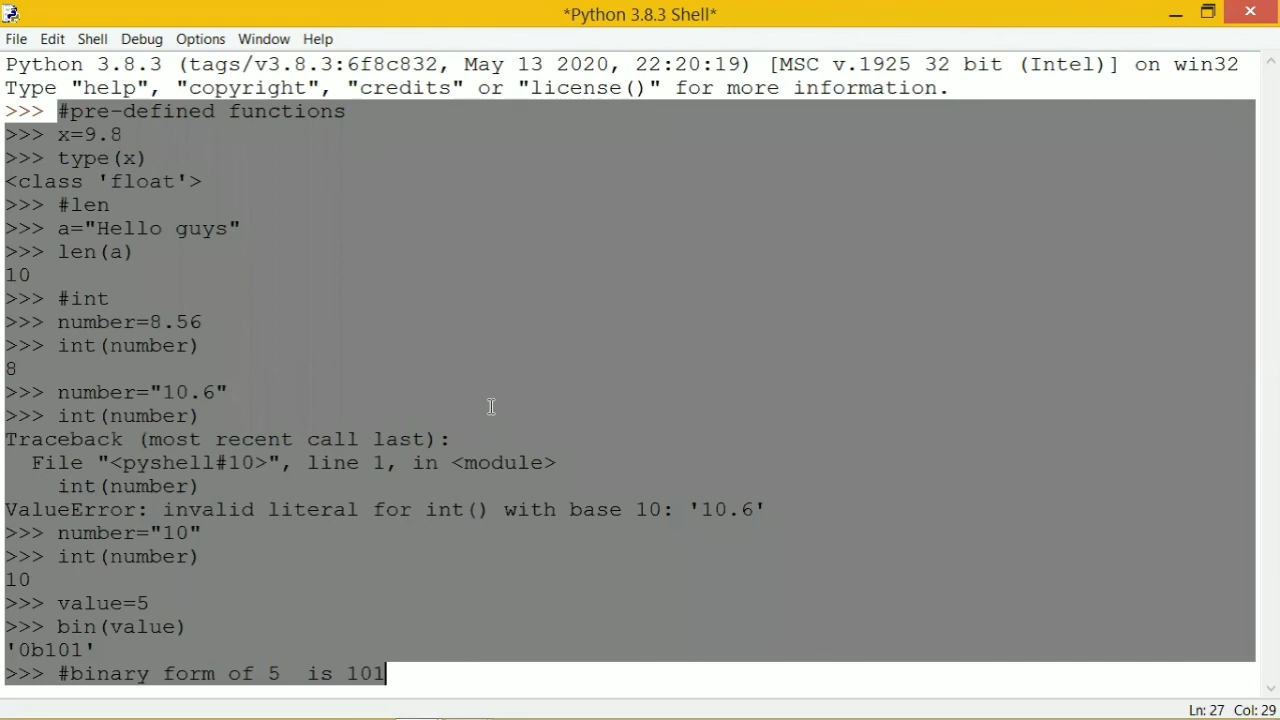 *Python 3.8.3 Shell*
File Edit Shell Debug Options Window Help
Python 3.8.3 (tags/v3.8.3:6f8c832, May 13 2020, 22:20:19) [MSC v.1925 32 bit (Intel)] on win32
Type "help", "copyright", "credits" or "license()" for more information.
>>> #pre-defined functions
>>> x=9.8
>>> type(x)
<class 'float'>
>>> #len
>>> a="Hello guys"
>>> len(a)
10
>>> #int
>>> number=8.56
>>> int(number)
8
>>> number="10.6"
>>> int(number)
Traceback (most recent call last):
  File "<pyshell#10>", line 1, in <module>
    int(number)
ValueError: invalid literal for int() with base 10: '10.6'
>>> number="10"
>>> int(number)
10
>>> value=5
>>> bin(value)
'0b101'
>>> #binary form of 5  is 101
Ln: 27 Col: 29